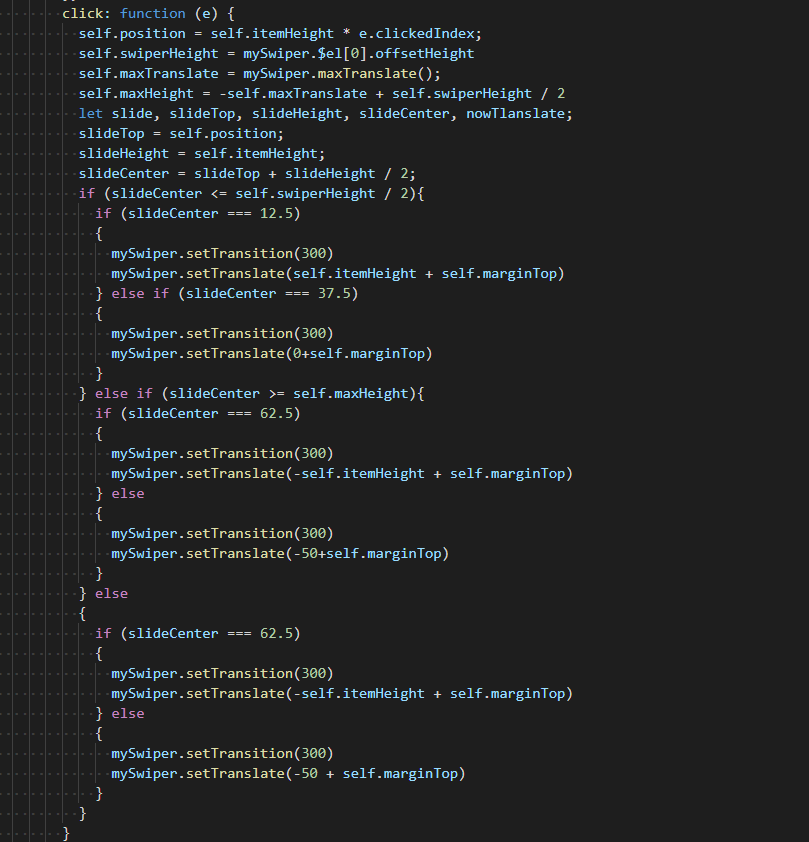 click: function (e) {
self.position = self.itemHeight * e.clickedIndex;
self.swiperHeight = mySwiper.$el[0].offsetHeight
self.maxTranslate = mySwiper.maxTranslate();
self.maxHeight = -self.maxTranslate + self.swiperHeight / 2
let slide, slideTop, slideHeight, slideCenter, nowTlanslate;
slideTop = self.position;
slideHeight = self.itemHeight;
slideCenter = slideTop + slideHeight / 2;
if (slideCenter <= self.swiperHeight / 2){
if (slideCenter === 12.5)
{
mySwiper.setTransition(300)
mySwiper.setTranslate(self.itemHeight + self.marginTop)
} else if (slideCenter === 37.5)
{
mySwiper.setTransition(300)
mySwiper.setTranslate(0+self.marginTop)
}
} else if (slideCenter >= self.maxHeight){
if (slideCenter === 62.5)
{
mySwiper.setTransition(300)
mySwiper.setTranslate(-self.itemHeight + self.marginTop)
} else
{
mySwiper.setTransition(300)
mySwiper.setTranslate(-50+self.marginTop)
}
} else
{
if (slideCenter === 62.5)
{
mySwiper.setTransition(300)
mySwiper.setTranslate(-self.itemHeight + self.marginTop)
} else
{
mySwiper.setTransition(300)
mySwiper.setTranslate(-50 + self.marginTop)
}
}
}